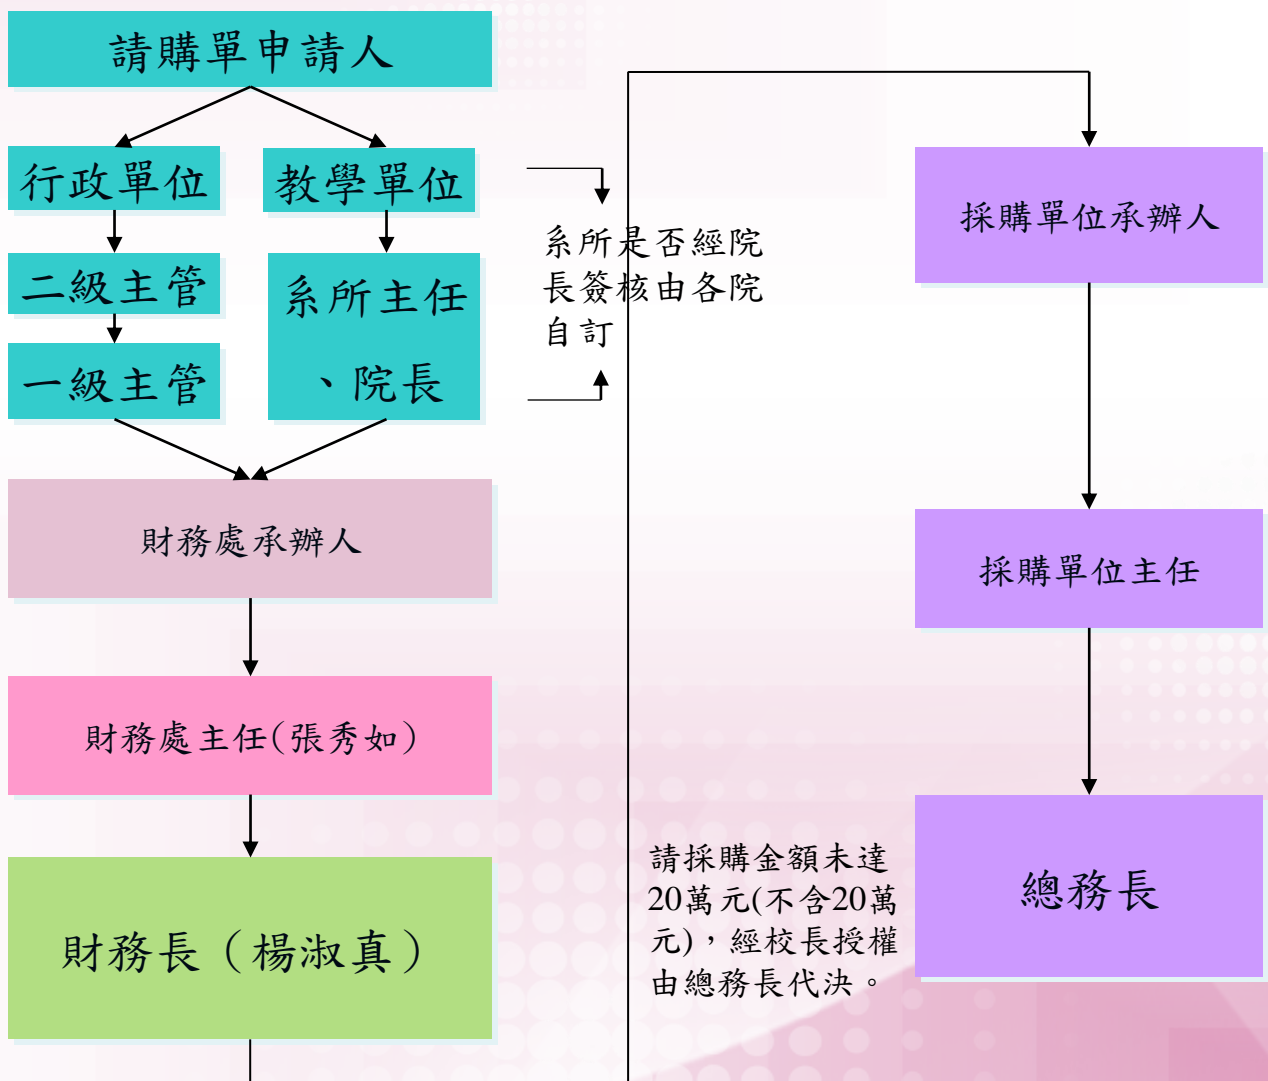 請購單申請人
行政單位
教學單位
二級主管
一級主管
系所主任
、院長
系所是否經院
長簽核由各院
自訂
財務處承辦人
財務處主任(張秀如)
財務長（楊淑真）
採購單位承辦人
採購單位主任
總務長
請採購金額未達
20萬元(不含20萬
元)，經校長授權
由總務長代決。